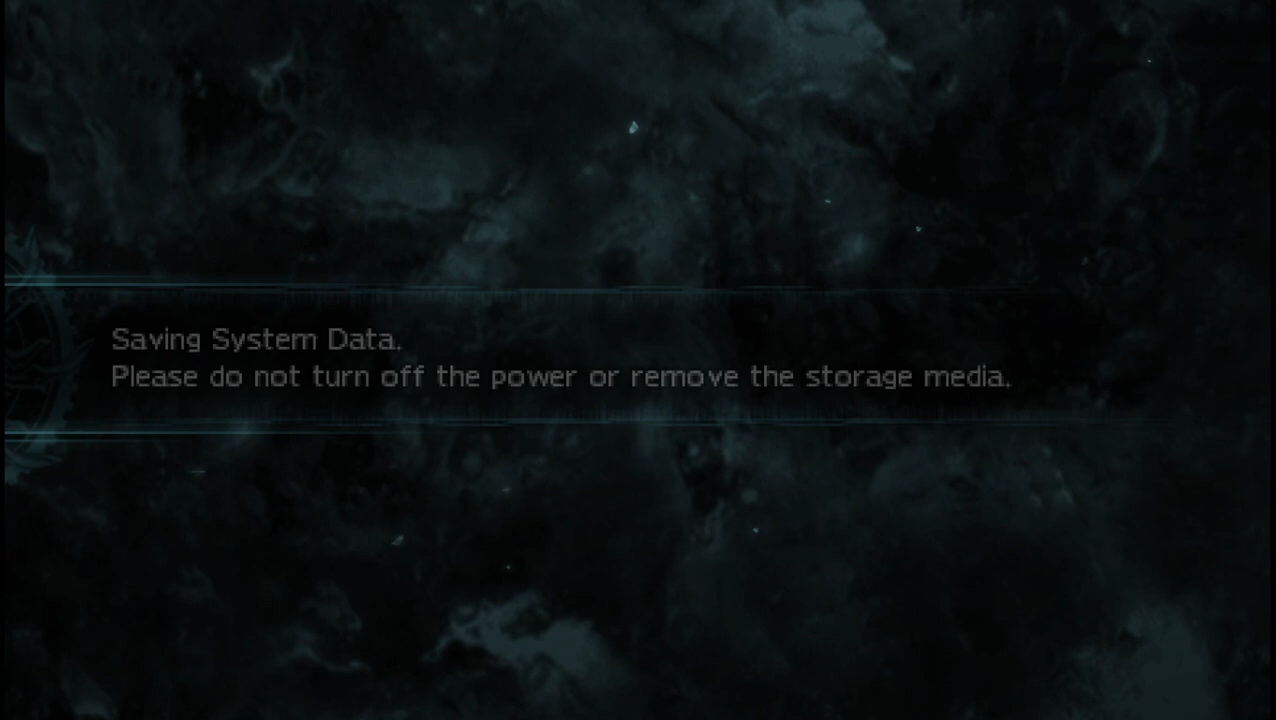 Saving System Data.
Please do not turn off the power or remove the storage media.